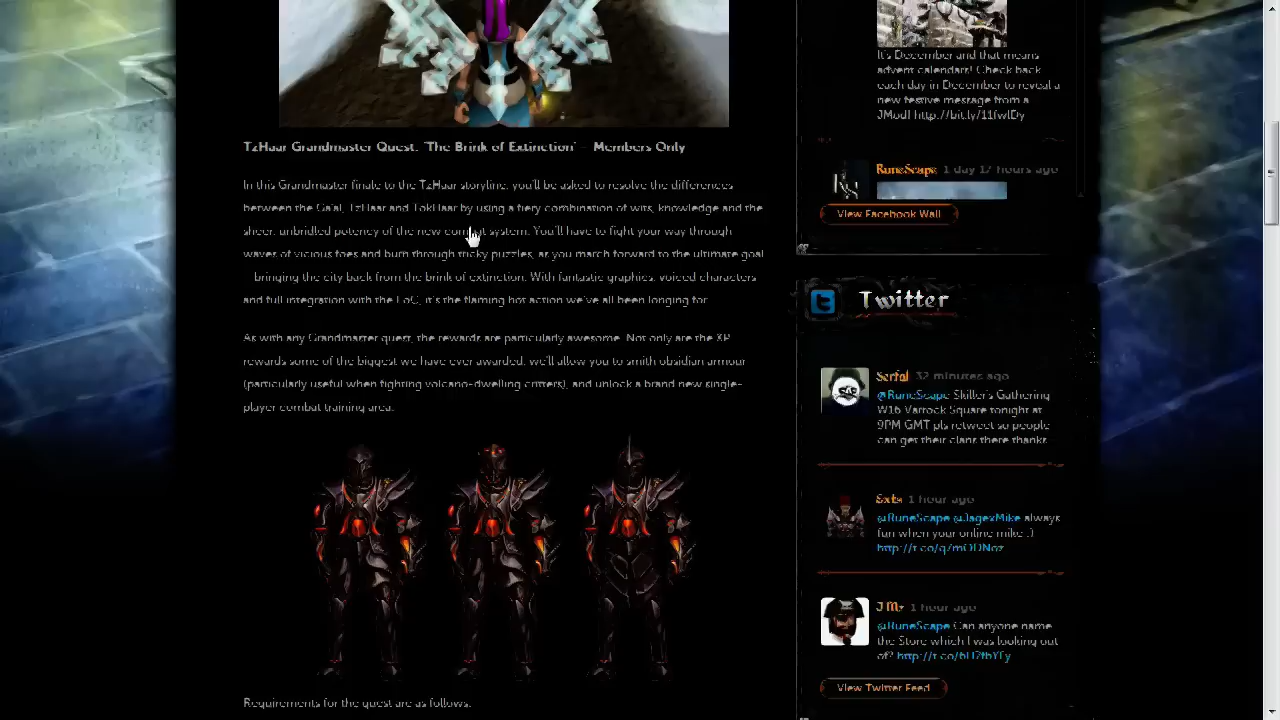 TzHaar Grandmaster Quest: 'The Brink of Extinction' - Members Only
In this Grandmaster finale to the TzHaar storyline, you'll be asked to resolve the differences
between the Ga'al, TzHaar and TokHaar by using a fiery combination of wits, knowledge and the
sheer, unbridled potency of the new combat system. You'll have to fight your way through
waves of vicious foes and burn through tricky puzzles, as you march forward to the ultimate goal
- bringing the city back from the brink of extinction. With fantastic graphics, voiced characters
and full integration with the EoC, it's the flaming hot action we've all been longing for.
As with any Grandmaster quest, the rewards are particularly awesome. Not only are the XP
rewards some of the biggest we have ever awarded, we'll allow you to smith obsidian armour
(particularly useful when fighting volcano-dwelling critters), and unlock a brand new single-
player combat training area.
Requirements for the quest are as follows:
It's December and that means
advent calendars! Check back
each day in December to reveal a
new festive message from a
JMod! http://bit.ly/11fwlDy
RuneScape 1 day 17 hours ago
View Facebook Wall
Twitter
Serfal 32 minutes ago
@RuneScape Skiller's Gathering
W16 Varrock Square tonight at
9PM GMT pls retweet so people
can get their clans there thanks
1 hour ago
@RuneScape @JagexMike always
fun when your online mike :)
J Mz 1 hour ago
@RuneScape Can anyone name
the Store which I was looking out
of?
View Twitter Feed